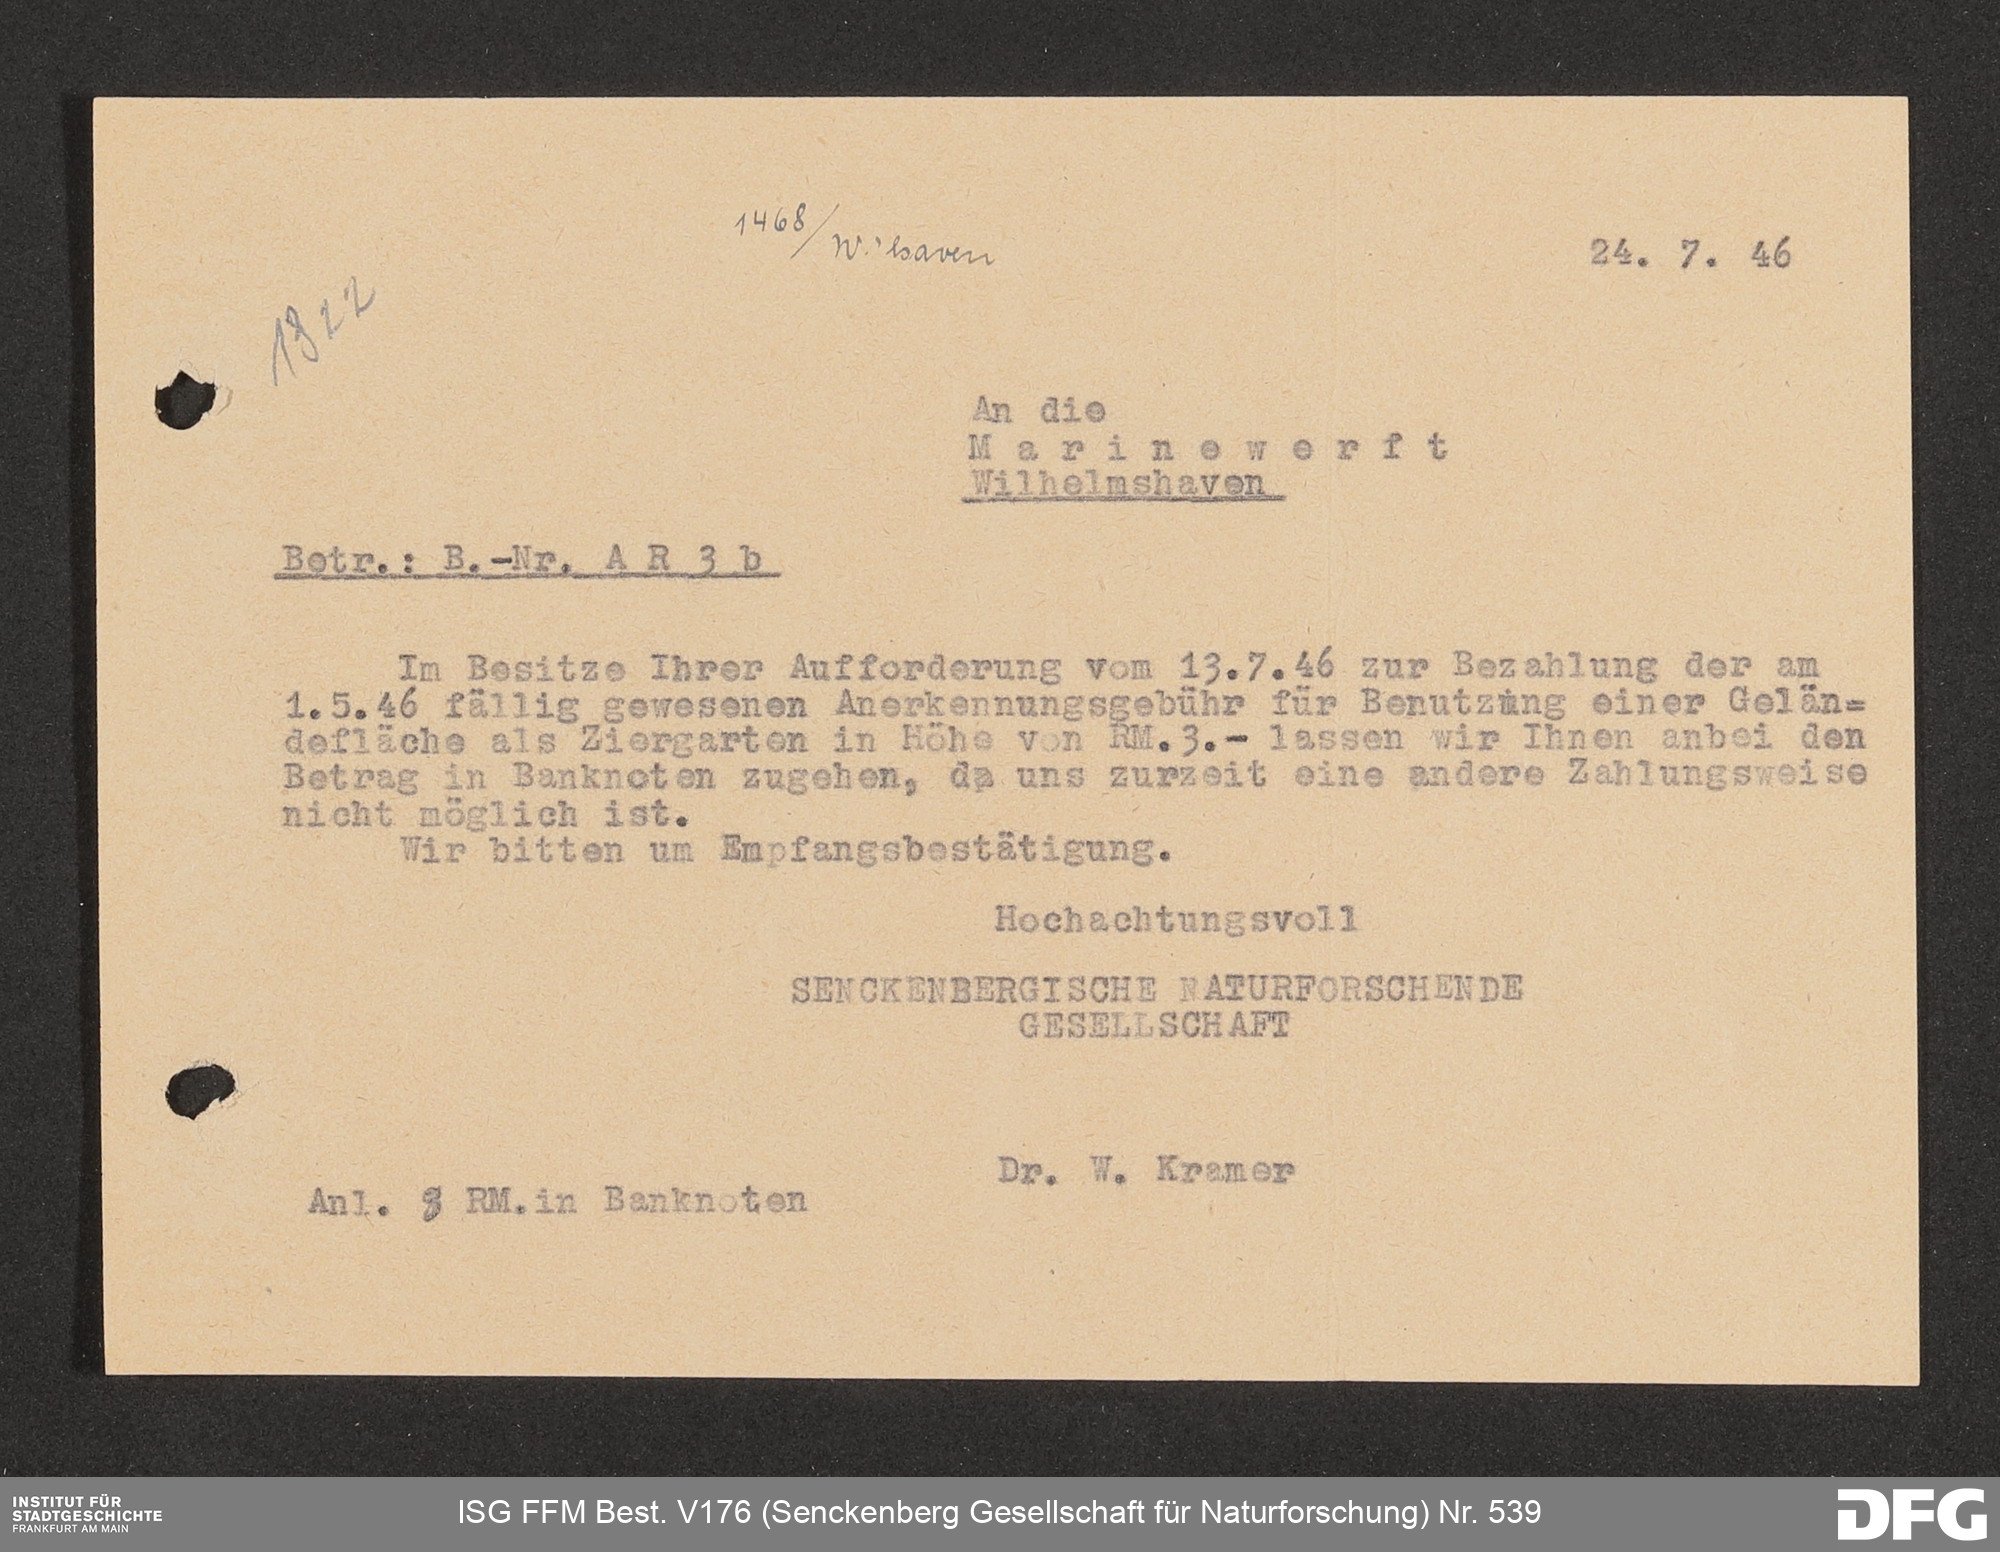 1468/W.'haven
24. 7. 46
1322
An die
M a r i n e w e r f t
Wilhelmshaven
Betr.: B.-Nr. A R 3 b
Im Besitze Ihrer Aufforderung vom 13.7.46 zur Bezahlung der am
1.5.46 fällig gewesenen Anerkennungsgebühr für Benutzung einer Gelän=
defläche als Ziergarten in Höhe von RM.3.- lassen wir Ihnen anbei den
Betrag in Banknoten zugehen, da uns zurzeit eine andere Zahlungsweise
nicht möglich ist.
Wir bitten um Empfangsbestätigung.
Hochachtungsvoll
SENCKENBERGISCHE NATURFORSCHENDE
GESELLSCHAFT
Dr. W. Kramer
Anl. 3 RM.in Banknoten
INSTITUT FÜR
STADTGESCHICHTE
FRANKFURT AM MAIN
ISG FFM Best. V176 (Senckenberg Gesellschaft für Naturforschung) Nr. 539
DFG